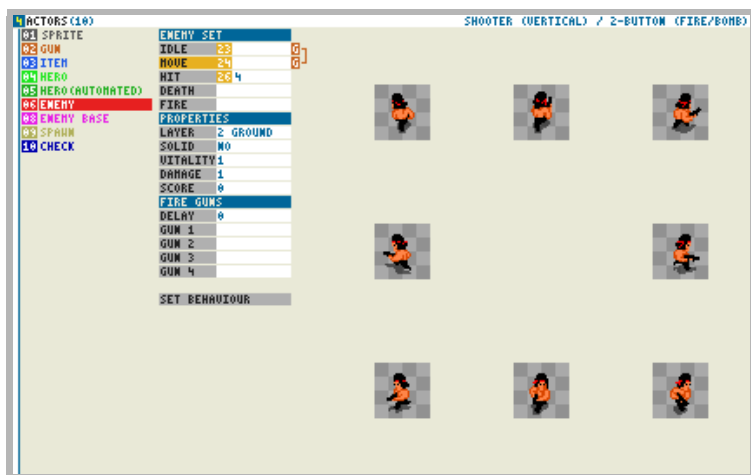 4 ACTORS (10)
SHOOTER (VERTICAL) / 2-BUTTON (FIRE/BOMB)
01 SPRITE
02 GUN
03 ITEM
04 HERO
05 HERO (AUTOMATED)
06 ENEMY
08 ENEMY BASE
09 SPAWN
10 CHECK
ENEMY SET
IDLE 23 G
MOVE 24 G
HIT 26 4
DEATH
FIRE
PROPERTIES
LAYER 2 GROUND
SOLID NO
VITALITY 1
DAMAGE 1
SCORE 0
FIRE GUNS
DELAY 0
GUN 1
GUN 2
GUN 3
GUN 4
SET BEHAVIOUR